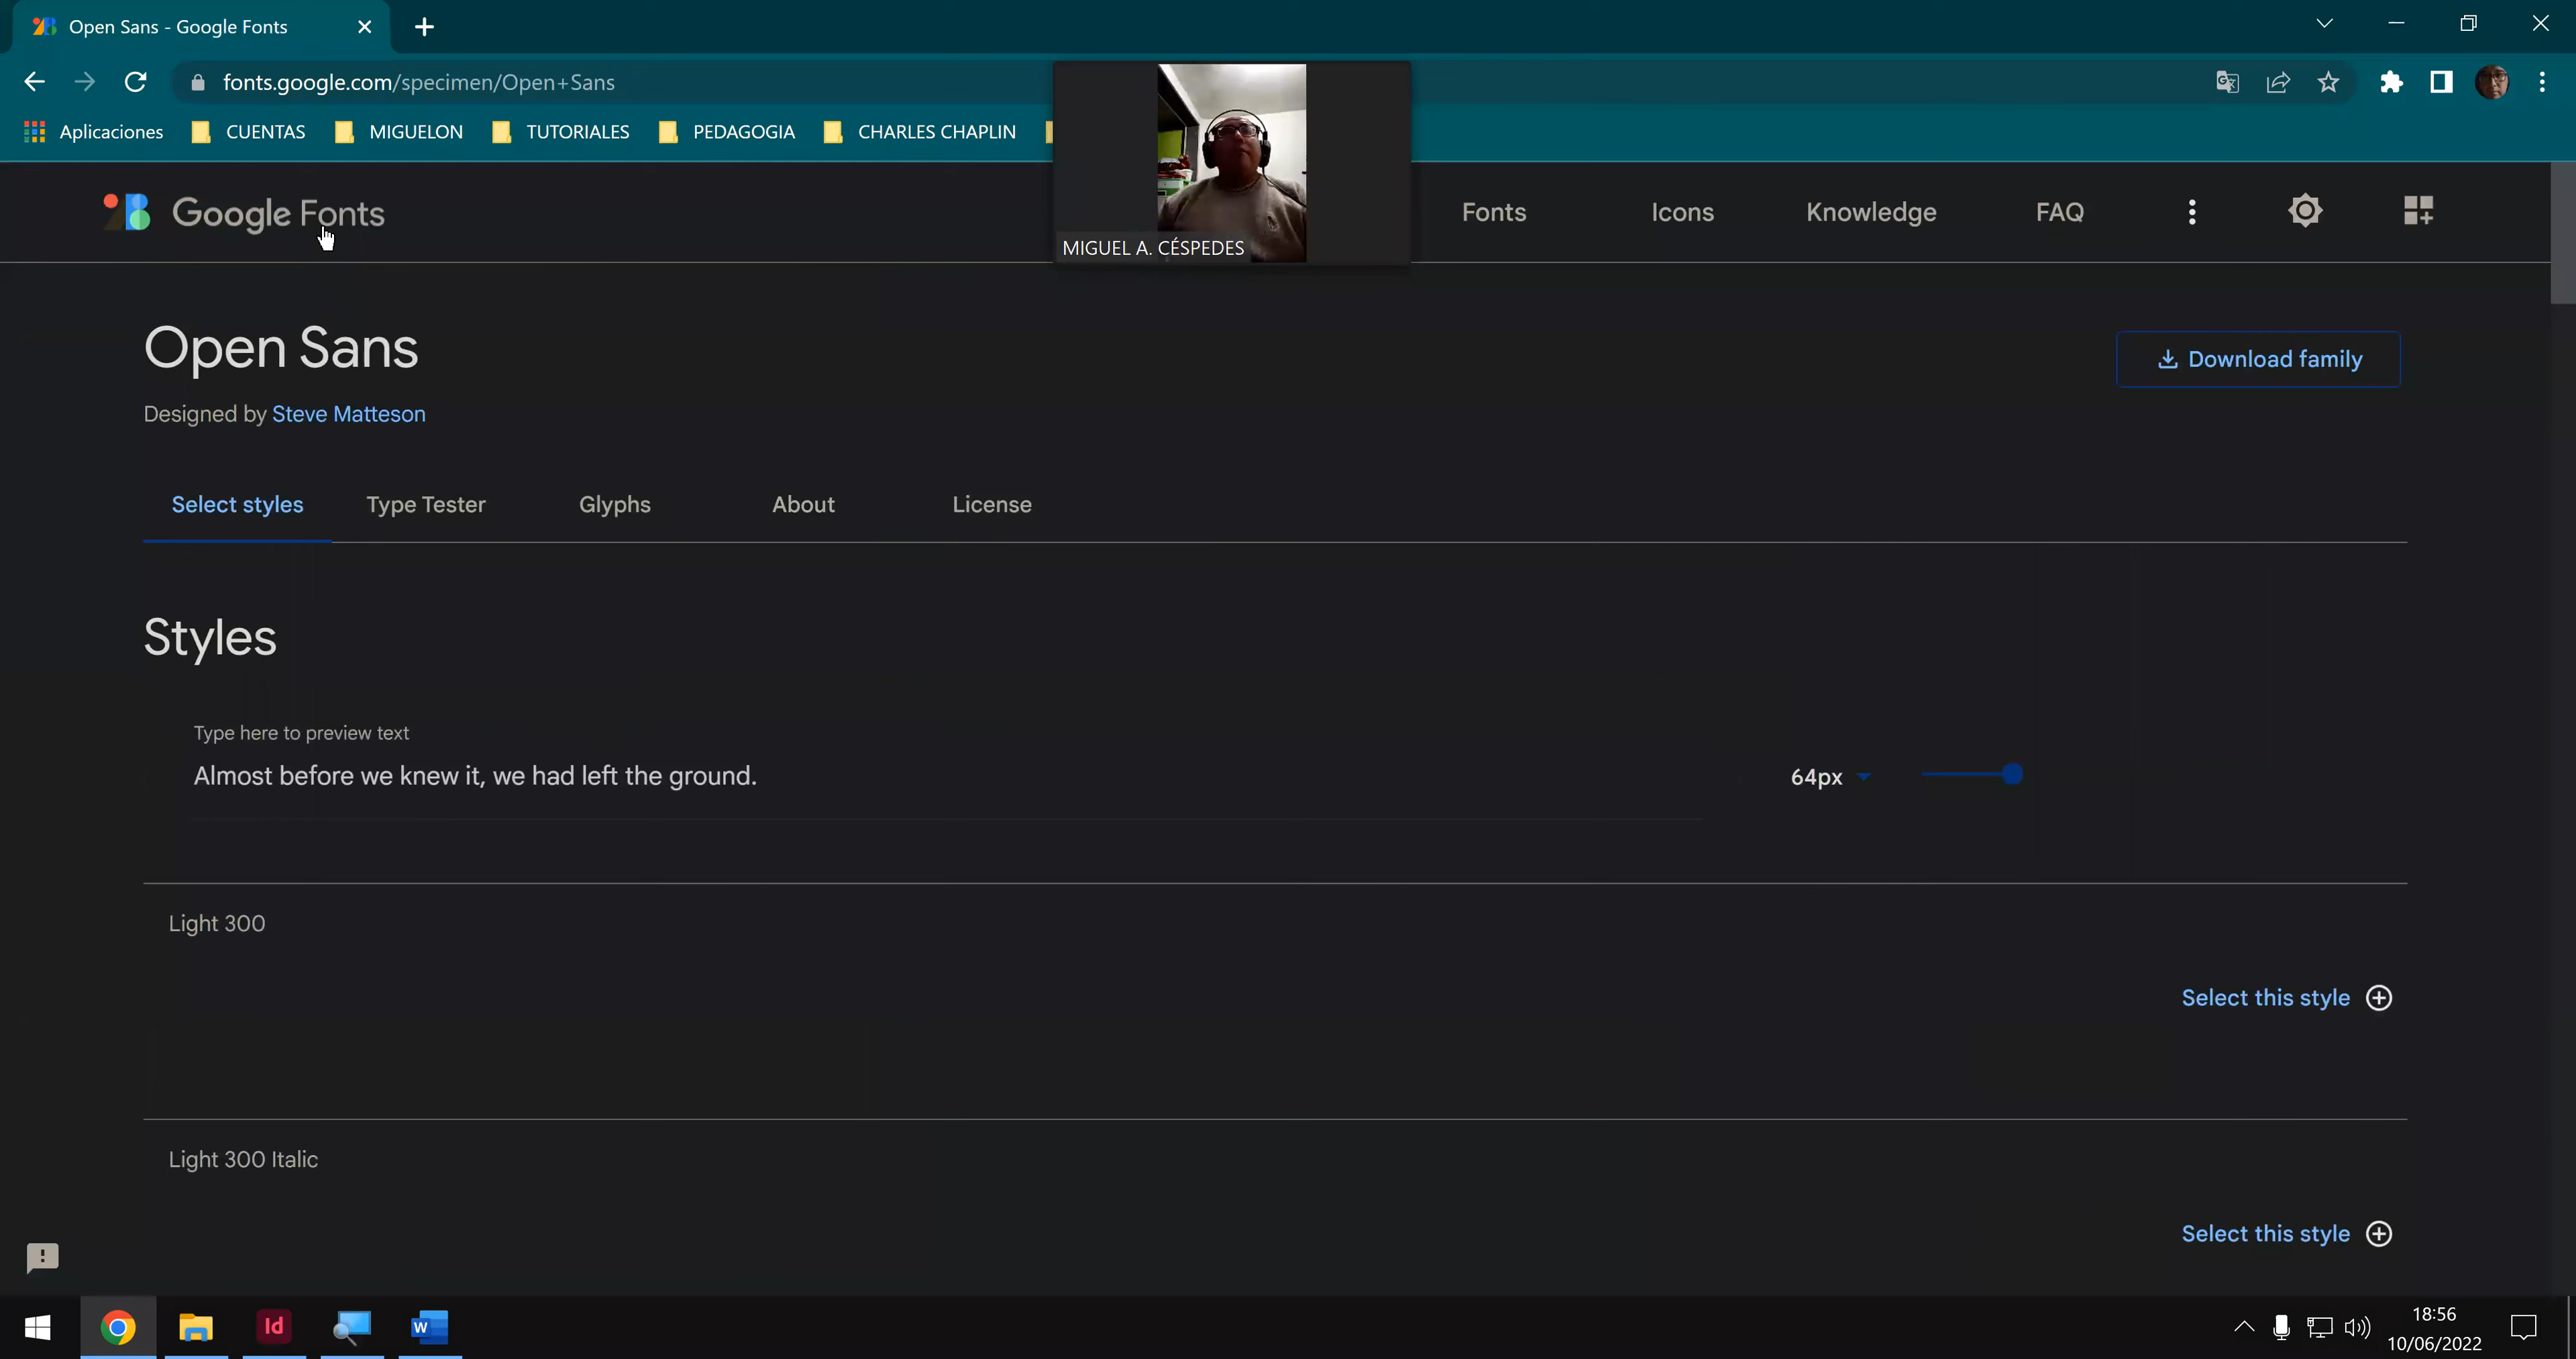 Open Sans - Google Fonts
fonts.google.com/specimen/Open+Sans
Aplicaciones CUENTAS MIGUELON TUTORIALES PEDAGOGIA CHARLES CHAPLIN
Google Fonts
MIGUEL A. CÉSPEDES
Fonts Icons Knowledge FAQ
Open Sans
Download family
Designed by Steve Matteson
Select styles Type Tester Glyphs About License
Styles
Type here to preview text
Almost before we knew it, we had left the ground.
64px
Light 300
Select this style
Light 300 Italic
Select this style
Id
W
18:56
10/06/2022